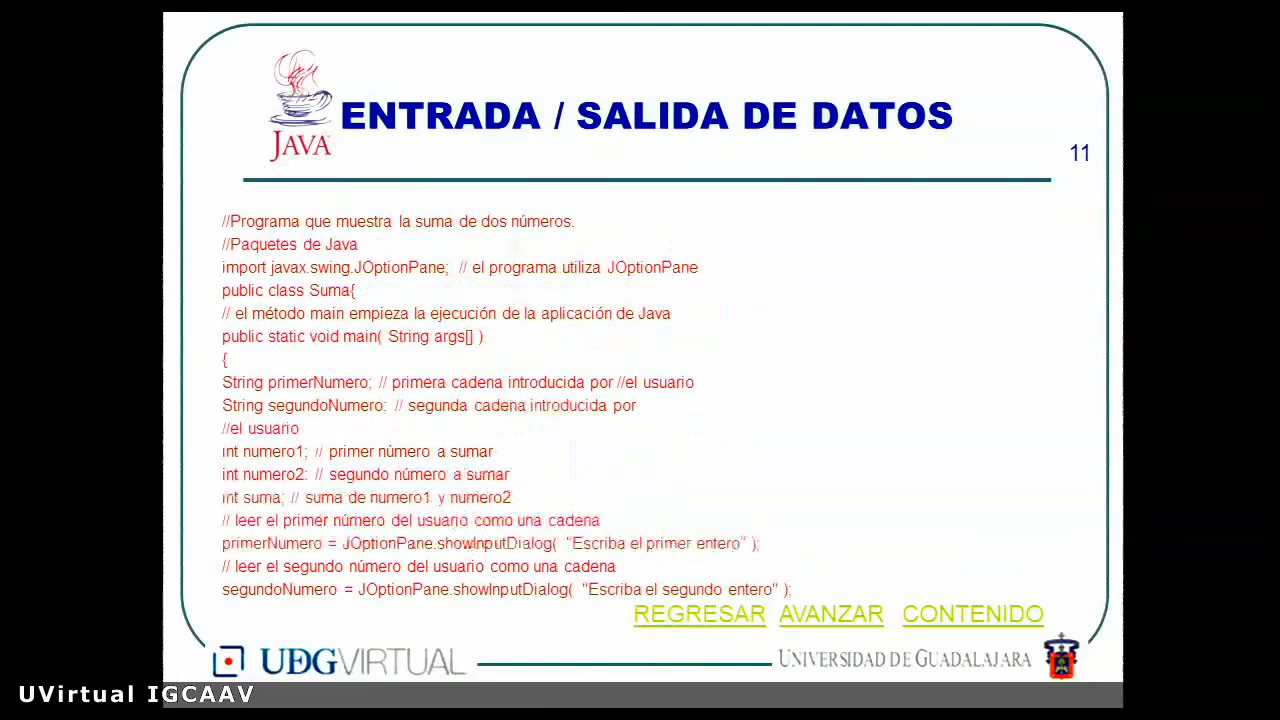 JAVA
ENTRADA / SALIDA DE DATOS
11
//Programa que muestra la suma de dos números.
//Paquetes de Java
import javax.swing.JOptionPane; // el programa utiliza JOptionPane
public class Suma{
// el método main empieza la ejecución de la aplicación de Java
public static void main( String args[] )
{
String primerNumero; // primera cadena introducida por //el usuario
String segundoNumero; // segunda cadena introducida por
//el usuario
int numero1; // primer número a sumar
int numero2: // segundo número a sumar
int suma; // suma de numero1 y numero2
// leer el primer número del usuario como una cadena
primerNumero = JOptionPane.showInputDialog( "Escriba el primer entero" );
// leer el segundo número del usuario como una cadena
segundoNumero = JOptionPane.showInputDialog( "Escriba el segundo entero" );
REGRESAR AVANZAR CONTENIDO
UDGVIRTUAL
UNIVERSIDAD DE GUADALAJARA
UVirtual IGCAAV